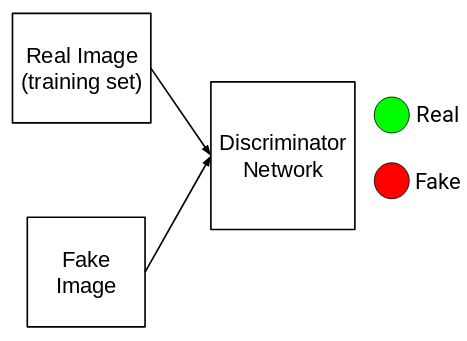 Real Image
(training set)
Discriminator
Network
Real
Fake
Fake
Image